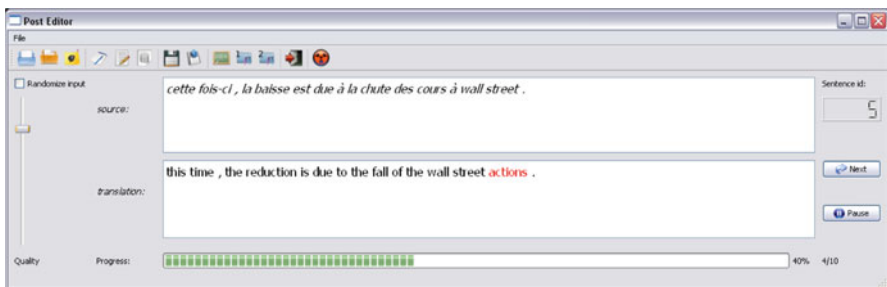 Post Editor
File
Randomize input
source:
cette fois-ci , la baisse est due à la chute des cours à wall street .
Sentence id:
5
translation:
this time , the reduction is due to the fall of the wall street actions .
Next
Pause
Quality
Progress:
40%
4/10